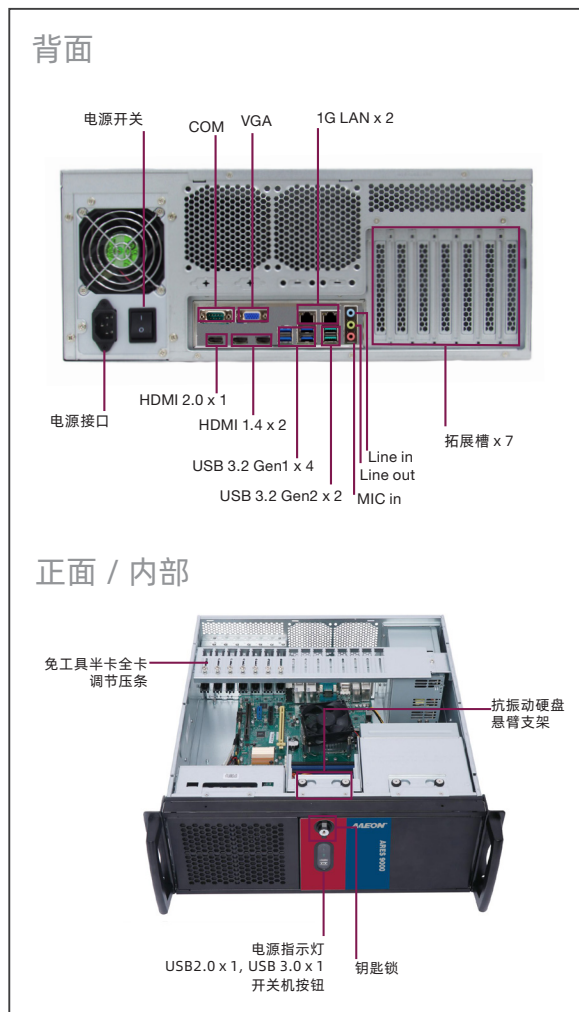 背面
电源开关
COM
VGA
1G LAN x 2
电源接口
HDMI 2.0 x 1
HDMI 1.4 x 2
USB 3.2 Gen1 x 4
USB 3.2 Gen2 x 2
Line in
Line out
MIC in
拓展槽 x 7
正面 / 内部
免工具半卡全卡
调节压条
抗振动硬盘
悬臂支架
AAEON
ARES 9000
电源指示灯
USB2.0 x 1, USB 3.0 x 1
开关机按钮
钥匙锁